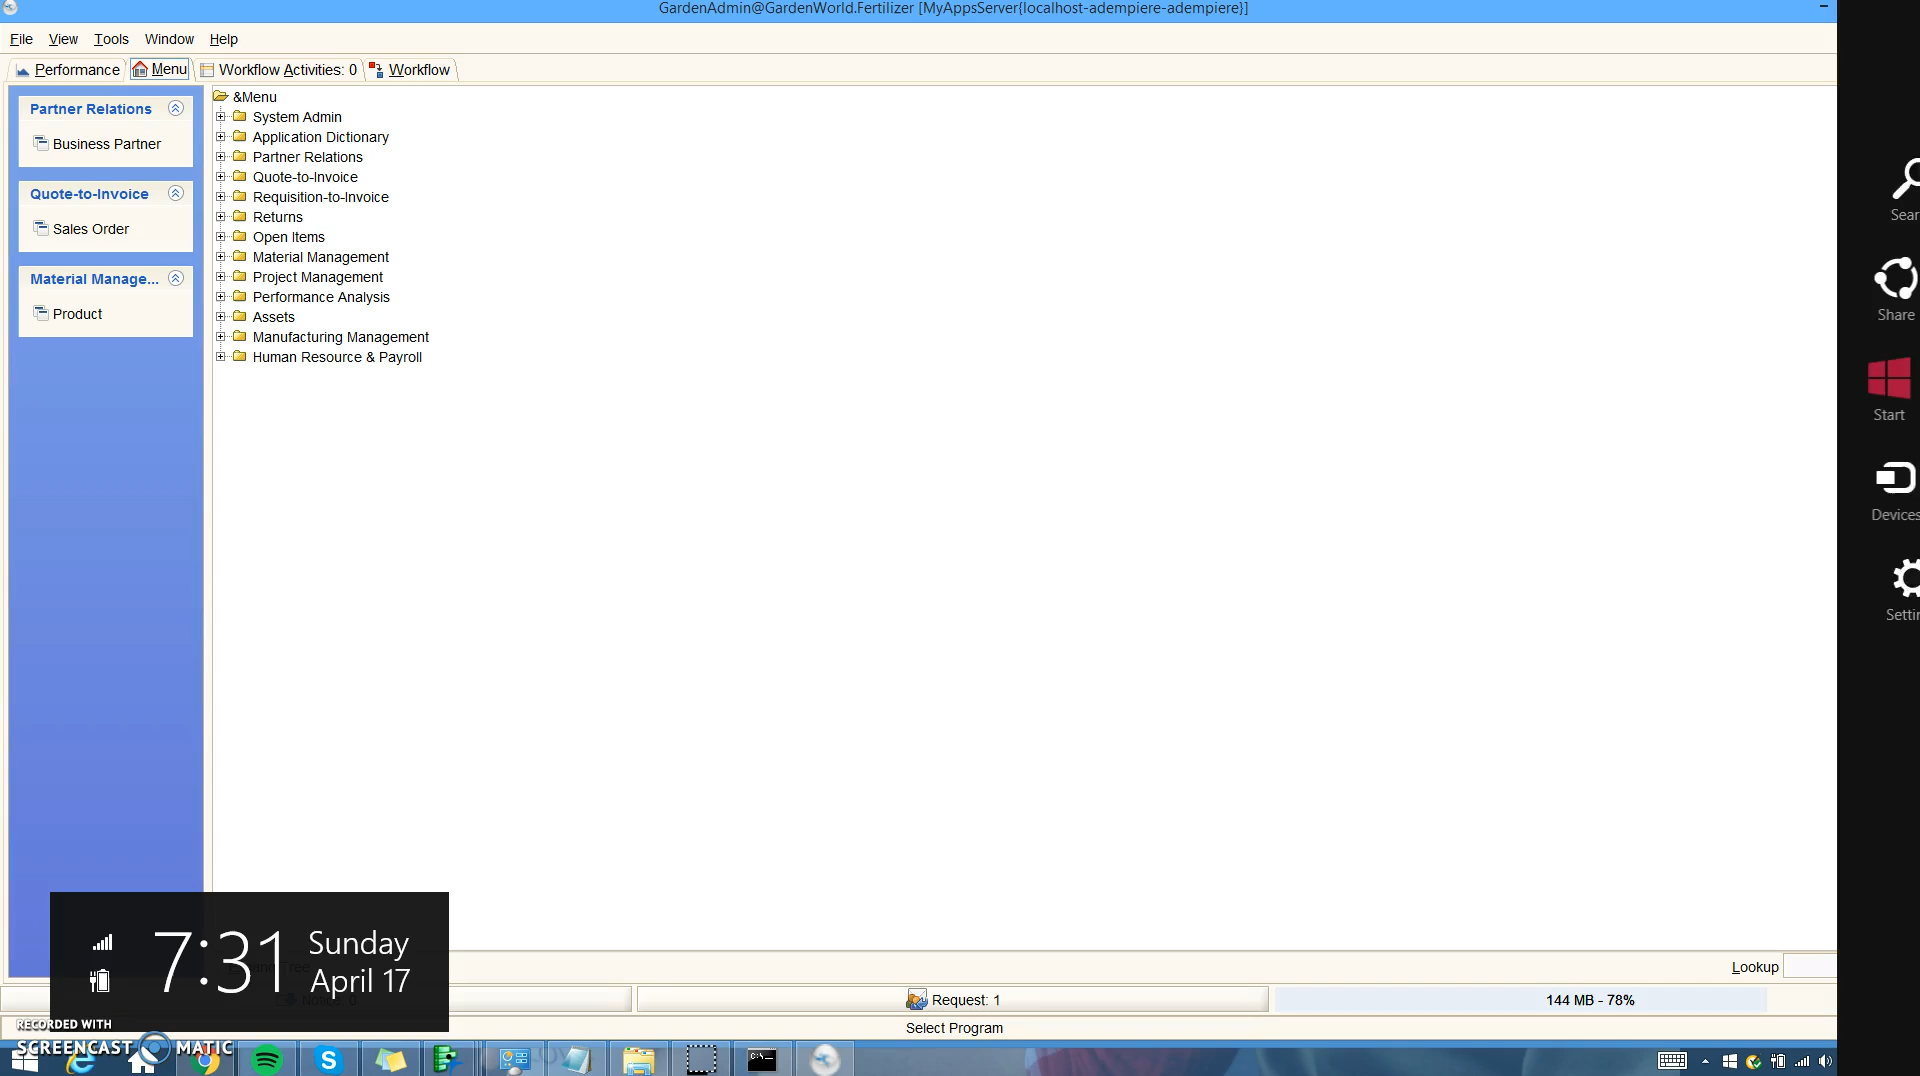 GardenAdmin@GardenWorld.Fertilizer [MyAppsServer{localhost-adempiere-adempiere}]
File View Tools Window Help
Performance Menu Workflow Activities: 0 Workflow
Partner Relations
Business Partner
Quote-to-Invoice
Sales Order
Material Manage...
Product
&Menu
System Admin
Application Dictionary
Partner Relations
Quote-to-Invoice
Requisition-to-Invoice
Returns
Open Items
Material Management
Project Management
Performance Analysis
Assets
Manufacturing Management
Human Resource & Payroll
Sear
Share
Start
Devices
Settin
7:31 Sunday
April 17
Lookup
Request: 1
144 MB - 78%
Select Program
RECORDED WITH
SCREENCAST MATIC